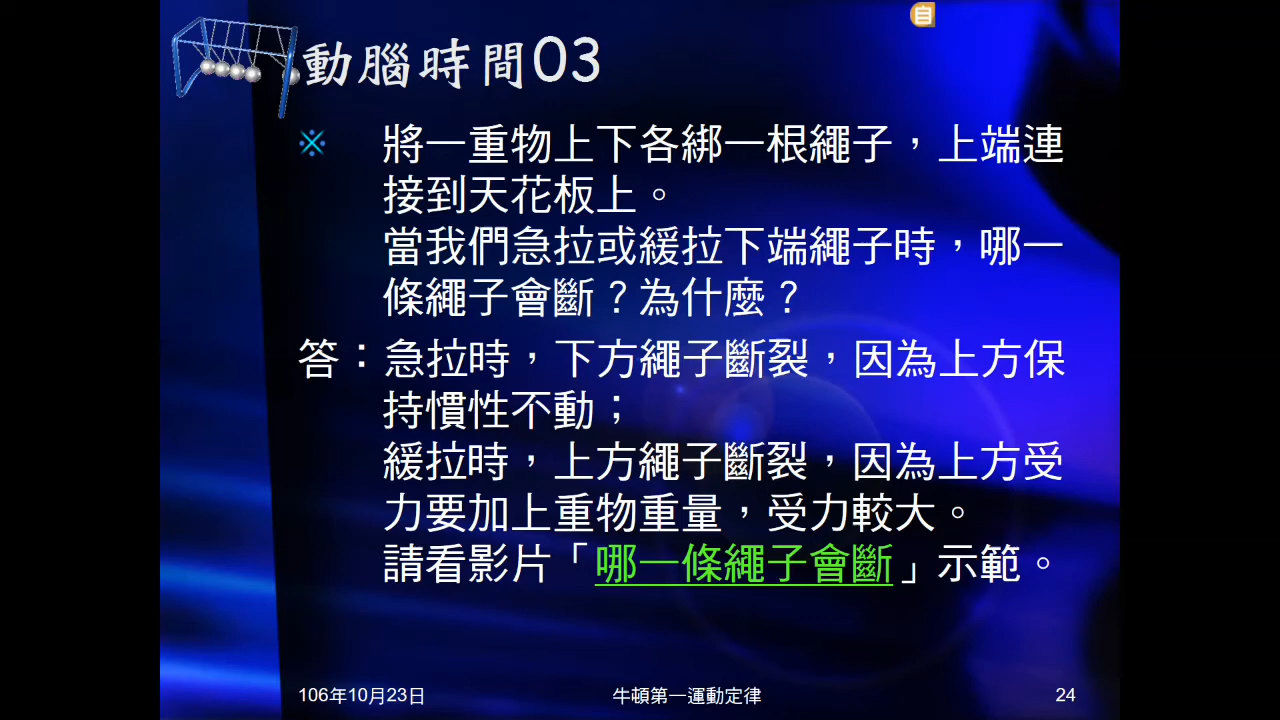 動腦時間03
※ 將一重物上下各綁一根繩子，上端連
接到天花板上。
當我們急拉或緩拉下端繩子時，哪一
條繩子會斷？為什麼？
答：急拉時，下方繩子斷裂，因為上方保
持慣性不動；
緩拉時，上方繩子斷裂，因為上方受
力要加上重物重量，受力較大。
請看影片「哪一條繩子會斷」示範。
106年10月23日 牛頓第一運動定律 24